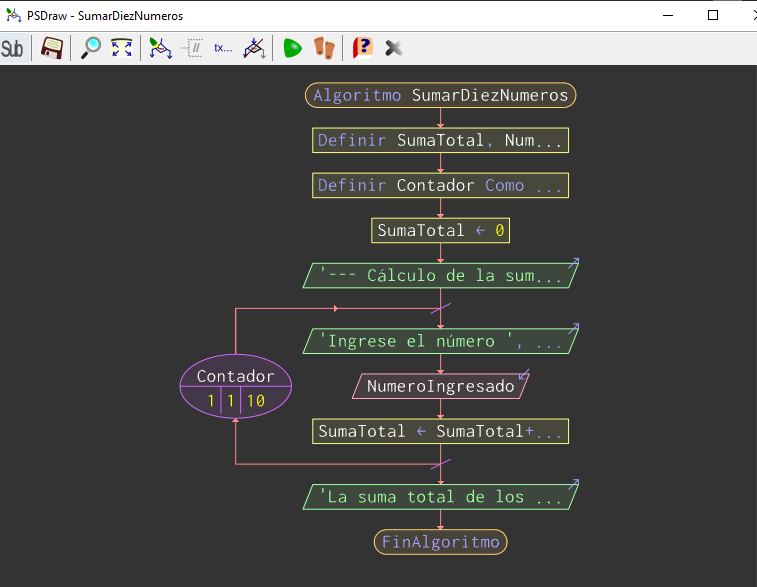 PSDraw - SumarDiezNumeros
Sub
tx...
Algoritmo SumarDiezNumeros
Definir SumaTotal, Num...
Definir Contador Como ...
SumaTotal ← 0
'--- Cálculo de la sum...
'Ingrese el número ', ...
Contador
1 1 10
NumeroIngresado
SumaTotal ← SumaTotal+...
'La suma total de los ...
FinAlgoritmo